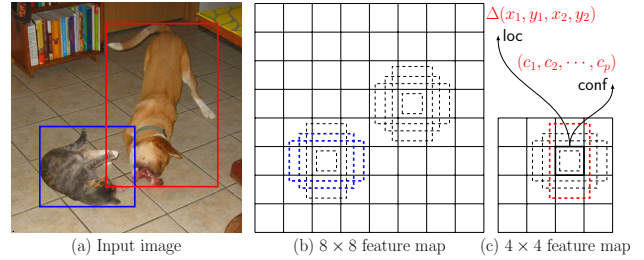 Δ(x₁, y₁, x₂, y₂)
loc
(c₁, c₂, ⋯, cₚ)
conf
(a) Input image
(b) 8 × 8 feature map
(c) 4 × 4 feature map